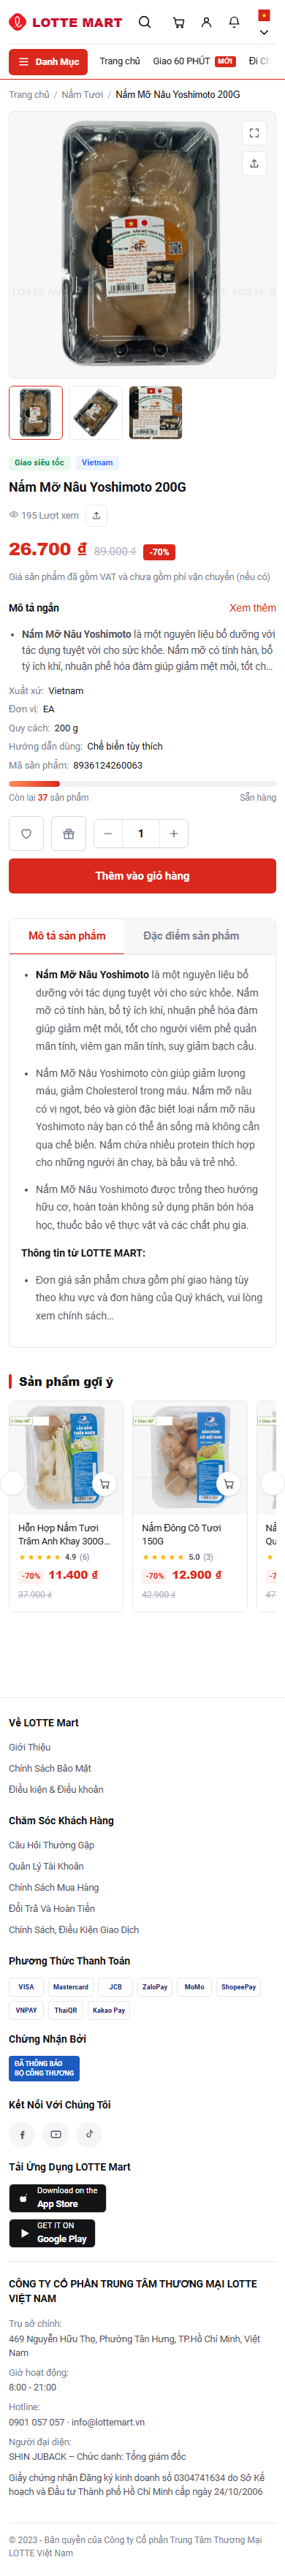 LOTTE MART
Danh Mục
Trang chủ
Giao 60 PHÚT
MỚI
Đi Ch
Trang chủ / Nấm Tươi / Nấm Mỡ Nâu Yoshimoto 200G
LOTTE MART
LOTTE MART
Giao siêu tốc
Vietnam
Nấm Mỡ Nâu Yoshimoto 200G
195 Lượt xem
26.700 ₫ 89.000 ₫ -70%
Giá sản phẩm đã gồm VAT và chưa gồm phí vận chuyển (nếu có)
Mô tả ngắn
Xem thêm
• Nấm Mỡ Nâu Yoshimoto là một nguyên liệu bổ dưỡng với
tác dụng tuyệt vời cho sức khỏe. Nấm mỡ có tính hàn, bổ
tỳ ích khí, nhuận phế hóa đàm giúp giảm mệt mỏi, tốt ch...
Xuất xứ: Vietnam
Đơn vị: EA
Quy cách: 200 g
Hướng dẫn dùng: Chế biến tùy thích
Mã sản phẩm: 8936124260063
Còn lại 37 sản phẩm
Sẵn hàng
1
Thêm vào giỏ hàng
Mô tả sản phẩm
Đặc điểm sản phẩm
• Nấm Mỡ Nâu Yoshimoto là một nguyên liệu bổ
dưỡng với tác dụng tuyệt vời cho sức khỏe. Nấm
mỡ có tính hàn, bổ tỳ ích khí, nhuận phế hóa đàm
giúp giảm mệt mỏi, tốt cho người viêm phế quản
mãn tính, viêm gan mãn tính, suy giảm bạch cầu.
• Nấm Mỡ Nâu Yoshimoto còn giúp giảm lượng
máu, giảm Cholesterol trong máu. Nấm mỡ nâu
có vị ngọt, bèo và giòn đặc biệt loại nấm mỡ nâu
Yoshimoto này bạn có thể ăn sống mà không cần
qua chế biến. Nấm chứa nhiều protein thích hợp
cho những người ăn chay, bà bầu và trẻ nhỏ.
• Nấm Mỡ Nâu Yoshimoto được trồng theo hướng
hữu cơ, hoàn toàn không sử dụng phân bón hóa
học, thuốc bảo vệ thực vật và các chất phụ gia.
Thông tin từ LOTTE MART:
• Đơn giá sản phẩm chưa gồm phí giao hàng tùy
theo khu vực và đơn hàng của Quý khách, vui lòng
xem chính sách...
Sản phẩm gợi ý
Hỗn Hợp Nấm Tươi
Trâm Anh Khay 300G...
4.9 (6)
-70% 11.400 ₫
37.900 ₫
Nấm Đông Cô Tươi
150G
5.0 (3)
-70% 12.900 ₫
42.900 ₫
Về LOTTE Mart
Giới Thiệu
Chính Sách Bảo Mật
Điều kiện & Điều khoản
Chăm Sóc Khách Hàng
Câu Hỏi Thường Gặp
Quản Lý Tài Khoản
Chính Sách Mua Hàng
Đổi Trả Và Hoàn Tiền
Chính Sách, Điều Kiện Giao Dịch
Phương Thức Thanh Toán
VISA Mastercard JCB ZaloPay MoMo ShopeePay
VNPAY ThaiQR Kakao Pay
Chứng Nhận Bởi
ĐÃ THÔNG BÁO
BỘ CÔNG THƯƠNG
Kết Nối Với Chúng Tôi
Tải Ứng Dụng LOTTE Mart
Download on the
App Store
GET IT ON
Google Play
CÔNG TY CỔ PHẦN TRUNG TÂM THƯƠNG MẠI LOTTE
VIỆT NAM
Trụ sở chính:
469 Nguyễn Hữu Thọ, Phường Tân Hưng, TP.Hồ Chí Minh, Việt
Nam
Giờ hoạt động:
8:00 - 21:00
Hotline:
0901 057 057 · info@lottemart.vn
Người đại diện:
SHIN JUBACK – Chức danh: Tổng giám đốc
Giấy chứng nhận Đăng ký kinh doanh số 0304741634 do Sở Kế
hoạch và Đầu tư Thành phố Hồ Chí Minh cấp ngày 24/10/2006
© 2023 - Bản quyền của Công ty Cổ phần Trung Tâm Thương Mại
LOTTE Việt Nam